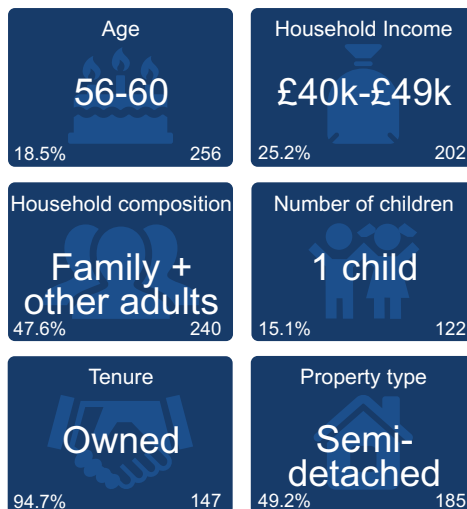 Age
56-60
18.5% 256
Household Income
£40k-£49k
25.2% 202
Household composition
Family +
other adults
47.6% 240
Number of children
1 child
15.1% 122
Tenure
Owned
94.7% 147
Property type
Semi-
detached
49.2% 185